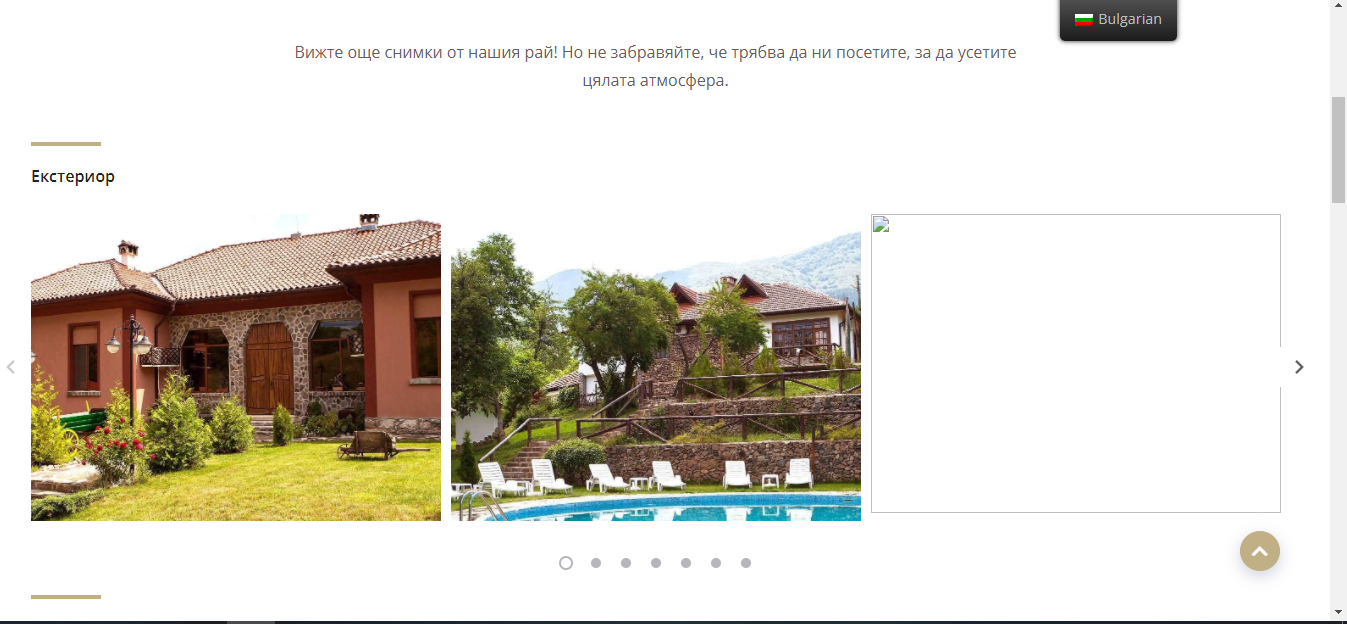 Bulgarian
Вижте още снимки от нашия рай! Но не забравяйте, че трябва да ни посетите, за да усетите
цялата атмосфера.
Екстериор